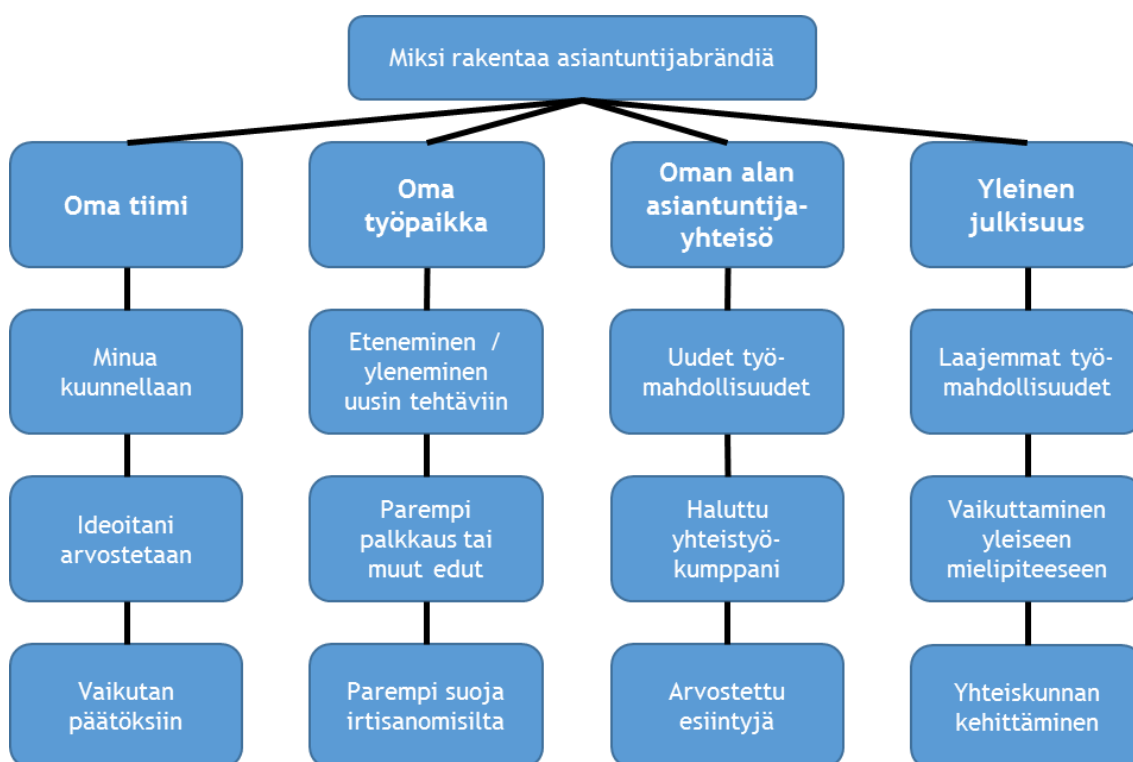 Miksi rakentaa asiantuntijabrändiä
Oma tiimi
Minua
kuunnellaan
Ideoitani
arvostetaan
Vaikutan
päätöksiin
Oma
työpaikka
Eteneminen /
yleneminen
uusin tehtäviin
Parempi
palkkaus tai
muut edut
Parempi suoja
irtisanomisilta
Oman alan
asiantuntija-
yhteisö
Uudet työ-
mahdollisuudet
Haluttu
yhteistyö-
kumppani
Arvostettu
esiintyjä
Yleinen
julkisuus
Laajemmat työ-
mahdollisuudet
Vaikuttaminen
yleiseen
mielipiteeseen
Yhteiskunnan
kehittäminen